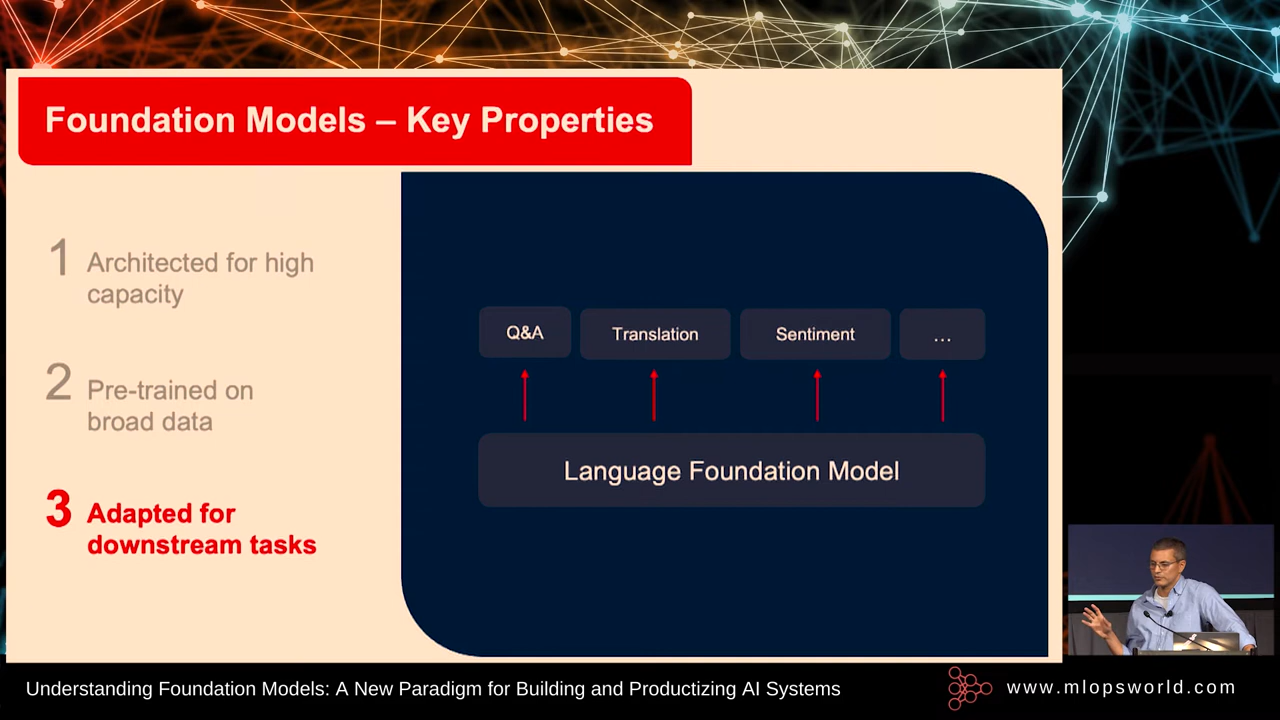 Foundation Models – Key Properties
1 Architected for high
capacity
2 Pre-trained on
broad data
3 Adapted for
downstream tasks
Q&A
Translation
Sentiment
...
Language Foundation Model
Understanding Foundation Models: A New Paradigm for Building and Productizing AI Systems
www.mlopsworld.com